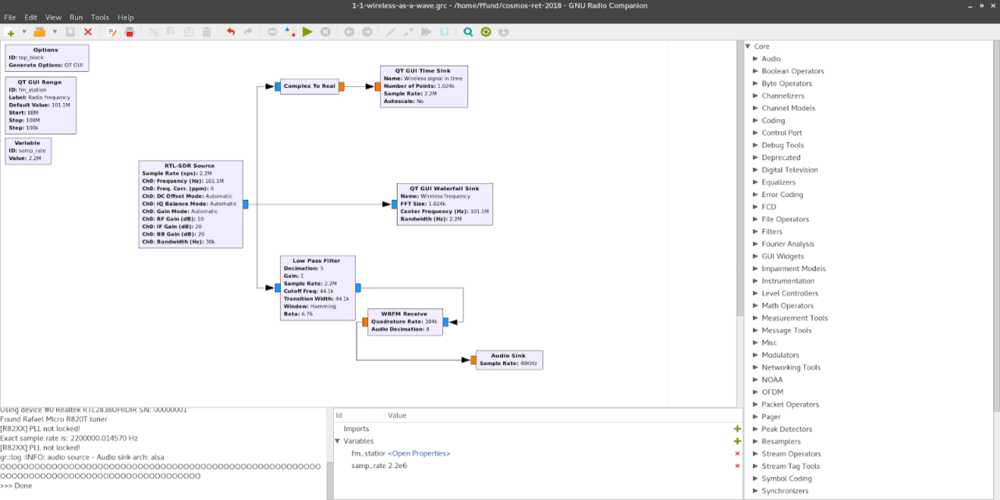 1-1-wireless-as-a-wave.grc - /home/ffund/cosmos-ret-2018 - GNU Radio Companion
File Edit View Run Tools Help
Options
ID: top_block
Generate Options: QT GUI
QT GUI Range
ID: fm_station
Label: Radio frequency
Default Value: 101.1M
Start: 88M
Stop: 108M
Step: 100k
Variable
ID: samp_rate
Value: 2.2M
Complex To Real
QT GUI Time Sink
Name: Wireless signal in time
Number of Points: 1.024k
Sample Rate: 2.2M
Autoscale: No
RTL-SDR Source
Sample Rate (sps): 2.2M
Ch0: Frequency (Hz): 101.1M
Ch0: Freq. Corr. (ppm): 0
Ch0: DC Offset Mode: Automatic
Ch0: IQ Balance Mode: Automatic
Ch0: Gain Mode: Automatic
Ch0: RF Gain (dB): 10
Ch0: IF Gain (dB): 20
Ch0: BB Gain (dB): 20
Ch0: Bandwidth (Hz): 30k
QT GUI Waterfall Sink
Name: Wireless frequency
FFT Size: 1.024k
Center Frequency (Hz): 101.1M
Bandwidth (Hz): 2.2M
Low Pass Filter
Decimation: 5
Gain: 1
Sample Rate: 2.2M
Cutoff Freq: 44.1k
Transition Width: 44.1k
Window: Hamming
Beta: 6.76
WBFM Receive
Quadrature Rate: 384k
Audio Decimation: 8
Audio Sink
Sample Rate: 48KHz
Core
Audio
Boolean Operators
Byte Operators
Channelizers
Channel Models
Coding
Control Port
Debug Tools
Deprecated
Digital Television
Equalizers
Error Coding
FCD
File Operators
Filters
Fourier Analysis
GUI Widgets
Impairment Models
Instrumentation
Level Controllers
Math Operators
Measurement Tools
Message Tools
Misc
Modulators
Networking Tools
NOAA
OFDM
Packet Operators
Pager
Peak Detectors
Resamplers
Stream Operators
Stream Tag Tools
Symbol Coding
Synchronizers
Using device #0 Realtek RTL2838UHIDIR SN: 00000001
Found Rafael Micro R820T tuner
[R82XX] PLL not locked!
Exact sample rate is: 2200000.014570 Hz
[R82XX] PLL not locked!
gr::log :INFO: audio source - Audio sink arch: alsa
OOOOOOOOOOOOOOOOOOOOOOOOOOOOOOOOOOOOOOOOOOOOOOOOOOOOOOOO
OOOOOOOOOOOOOOOOOOOOOOOOOOOOOOOOOOO
>>> Done
Id Value
Imports
Variables
fm_station <Open Properties>
samp_rate 2.2e6